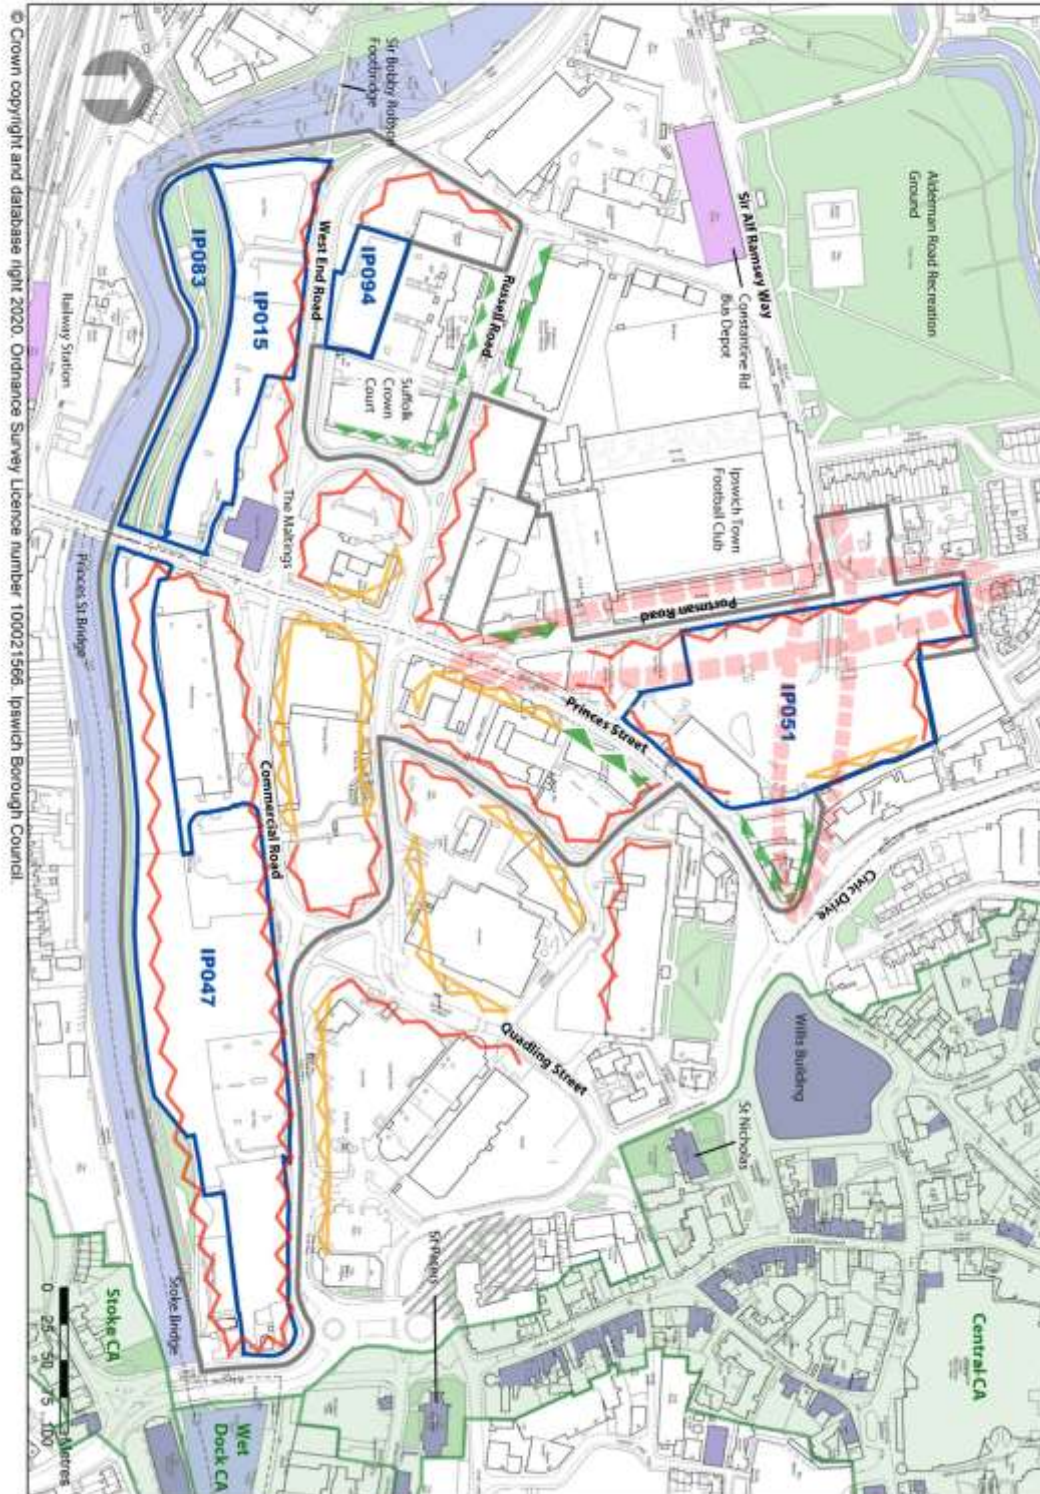 Alderman Road Recreation
Ground
Sir Alf Ramsey Way
Constantine Rd
Bus Depot
Sir Bobby Robson
Footbridge
Ipswich Town
Football Club
Portman Road
Russell Road
West End Road
IP094
Suffolk
Crown
Court
IP015
IP083
The Maltings
Railway Station
Princes St Bridge
Princes Street
IP051
Civic Drive
Commercial Road
IP047
Quadling Street
Willis Building
St Nicholas
St Peters
Central CA
Stoke Bridge
Stoke CA
Wet
Dock CA
0 25 50 75 100
Metres
© Crown copyright and database right 2020. Ordnance Survey Licence number 100021566. Ipswich Borough Council.